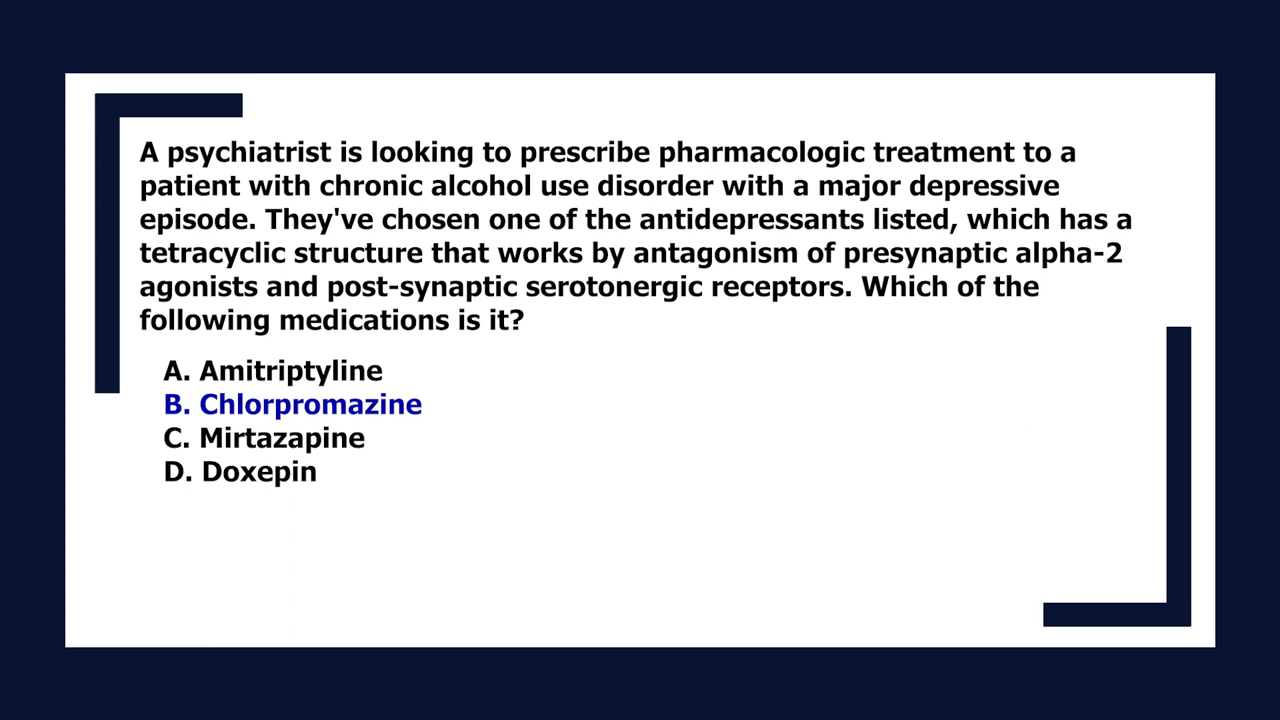 A psychiatrist is looking to prescribe pharmacologic treatment to a
patient with chronic alcohol use disorder with a major depressive
episode. They've chosen one of the antidepressants listed, which has a
tetracyclic structure that works by antagonism of presynaptic alpha-2
agonists and post-synaptic serotonergic receptors. Which of the
following medications is it?
A. Amitriptyline
B. Chlorpromazine
C. Mirtazapine
D. Doxepin